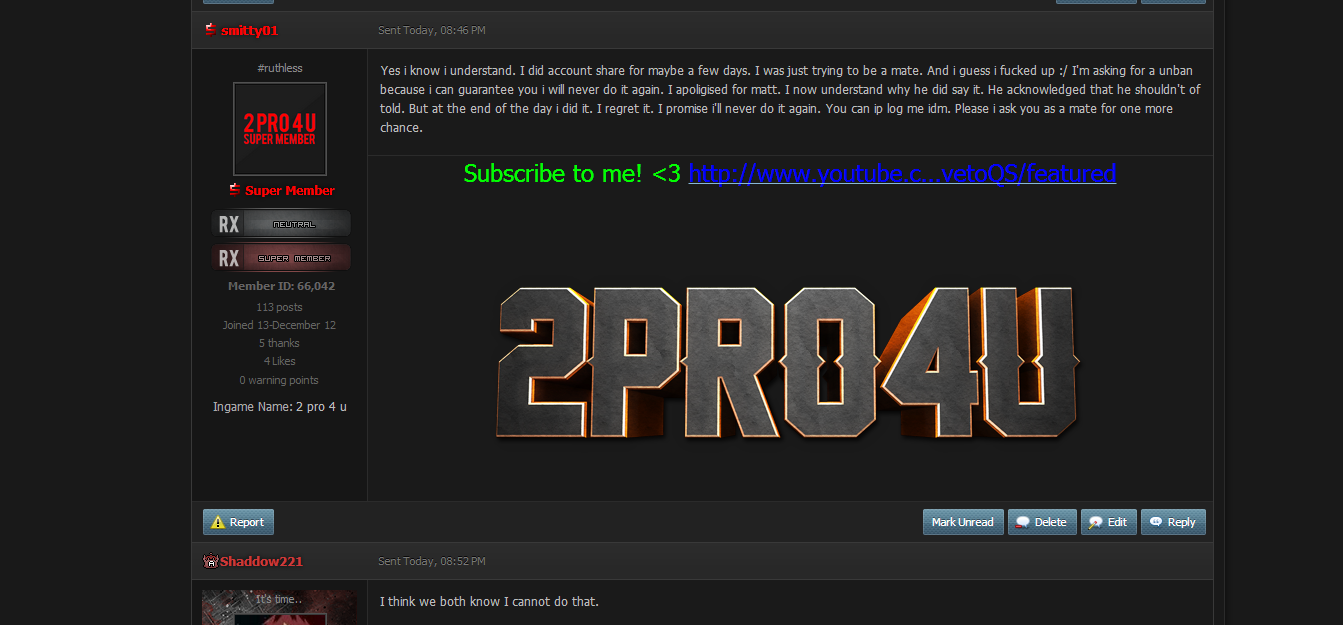 smitty01
Sent Today, 08:46 PM
#ruthless
2 PRO 4 U
SUPER MEMBER
Super Member
RX NEUTRAL
RX SUPER MEMBER
Member ID: 66,042
113 posts
Joined 13-December 12
5 thanks
4 Likes
0 warning points
Ingame Name: 2 pro 4 u
Yes i know i understand. I did account share for maybe a few days. I was just trying to be a mate. And i guess i fucked up :/ I'm asking for a unban
because i can guarantee you i will never do it again. I apoligised for matt. I now understand why he did say it. He acknowledged that he shouldn't of
told. But at the end of the day i did it. I regret it. I promise i'll never do it again. You can ip log me idm. Please i ask you as a mate for one more
chance.
Subscribe to me! <3 http://www.youtube.c...vetoQS/featured
2PRO4U
Report
Mark Unread
Delete
Edit
Reply
Shaddow221
Sent Today, 08:52 PM
It's time..
I think we both know I cannot do that.